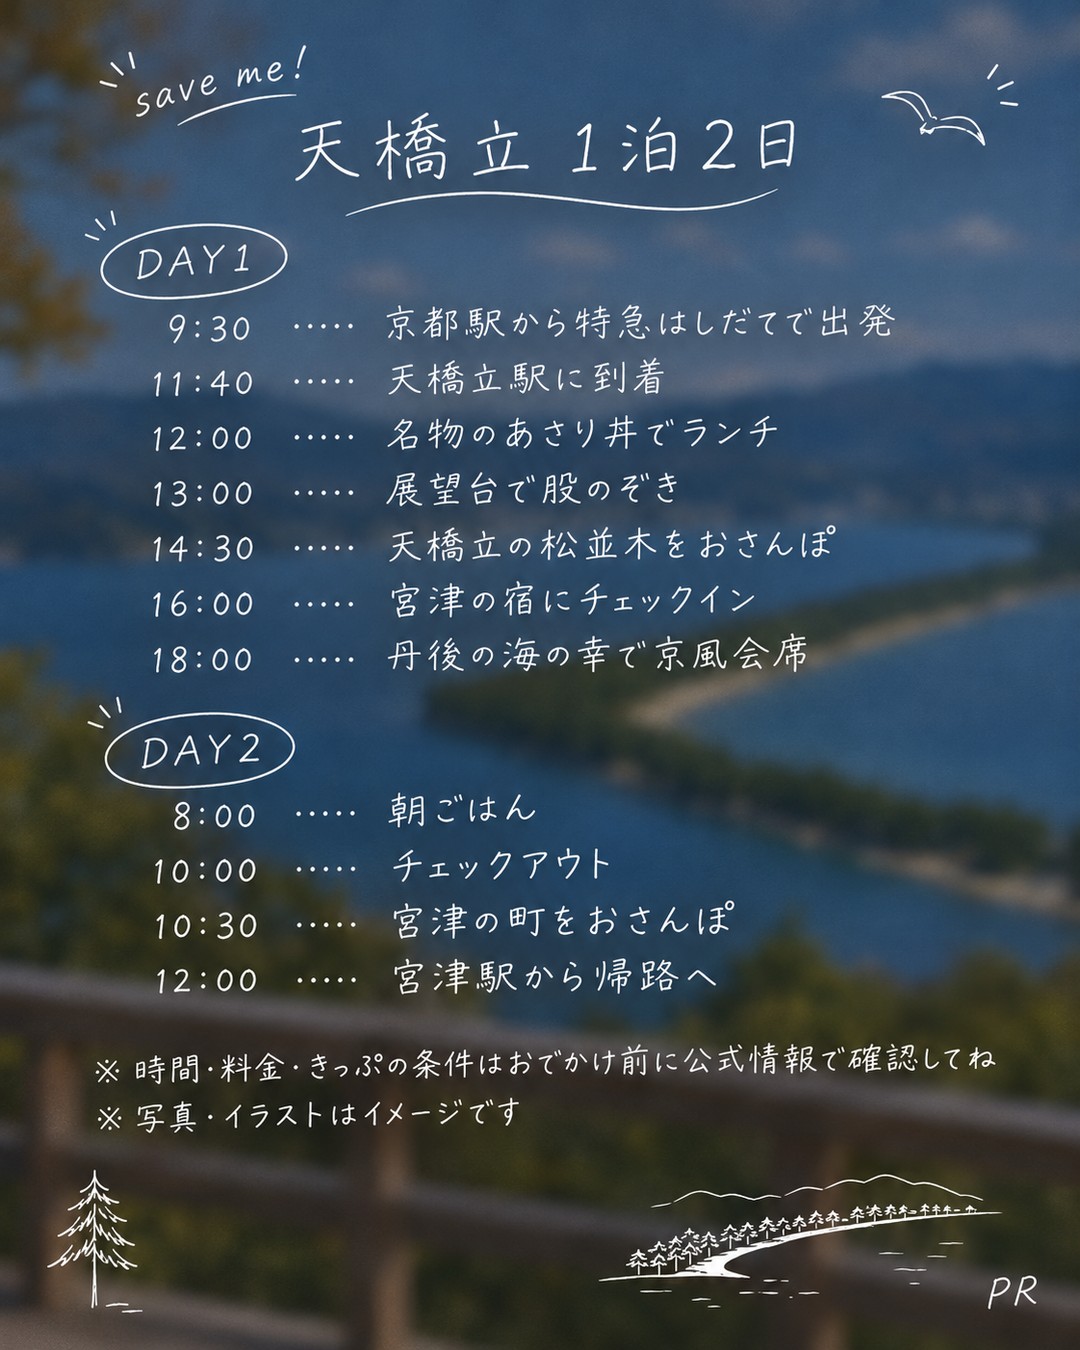 save me!
天橋立 1泊2日
DAY1
9:30 ····· 京都駅から特急はしだてで出発
11:40 ····· 天橋立駅に到着
12:00 ····· 名物のあさり丼でランチ
13:00 ····· 展望台で股のぞき
14:30 ····· 天橋立の松並木をおさんぽ
16:00 ····· 宮津の宿にチェックイン
18:00 ····· 丹後の海の幸で京風会席
DAY2
8:00 ····· 朝ごはん
10:00 ····· チェックアウト
10:30 ····· 宮津の町をおさんぽ
12:00 ····· 宮津駅から帰路へ
※ 時間·料金·きっぷの条件はおでかけ前に公式情報で確認してね
※ 写真·イラストはイメージです
PR